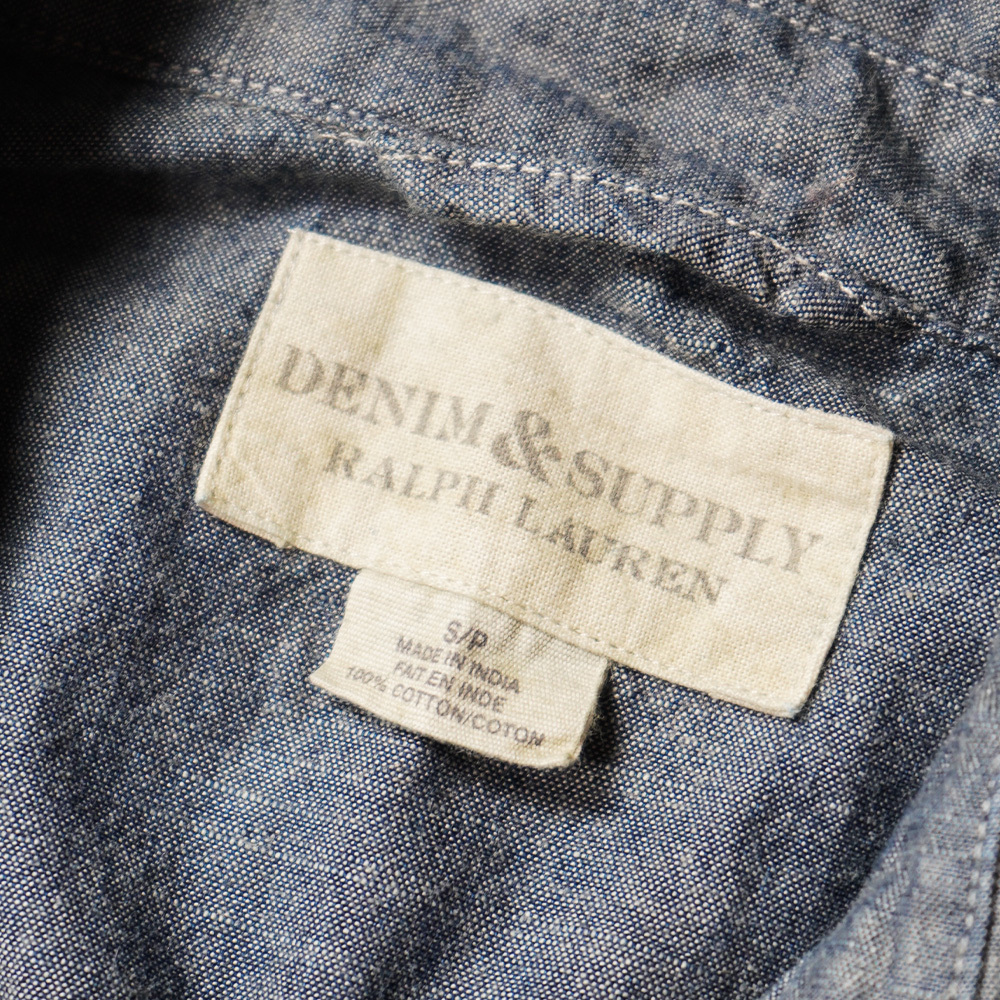 DENIM & SUPPLY
RALPH LAUREN
S/P
MADE IN INDIA
FAIT EN INDE
100% COTTON/COTON